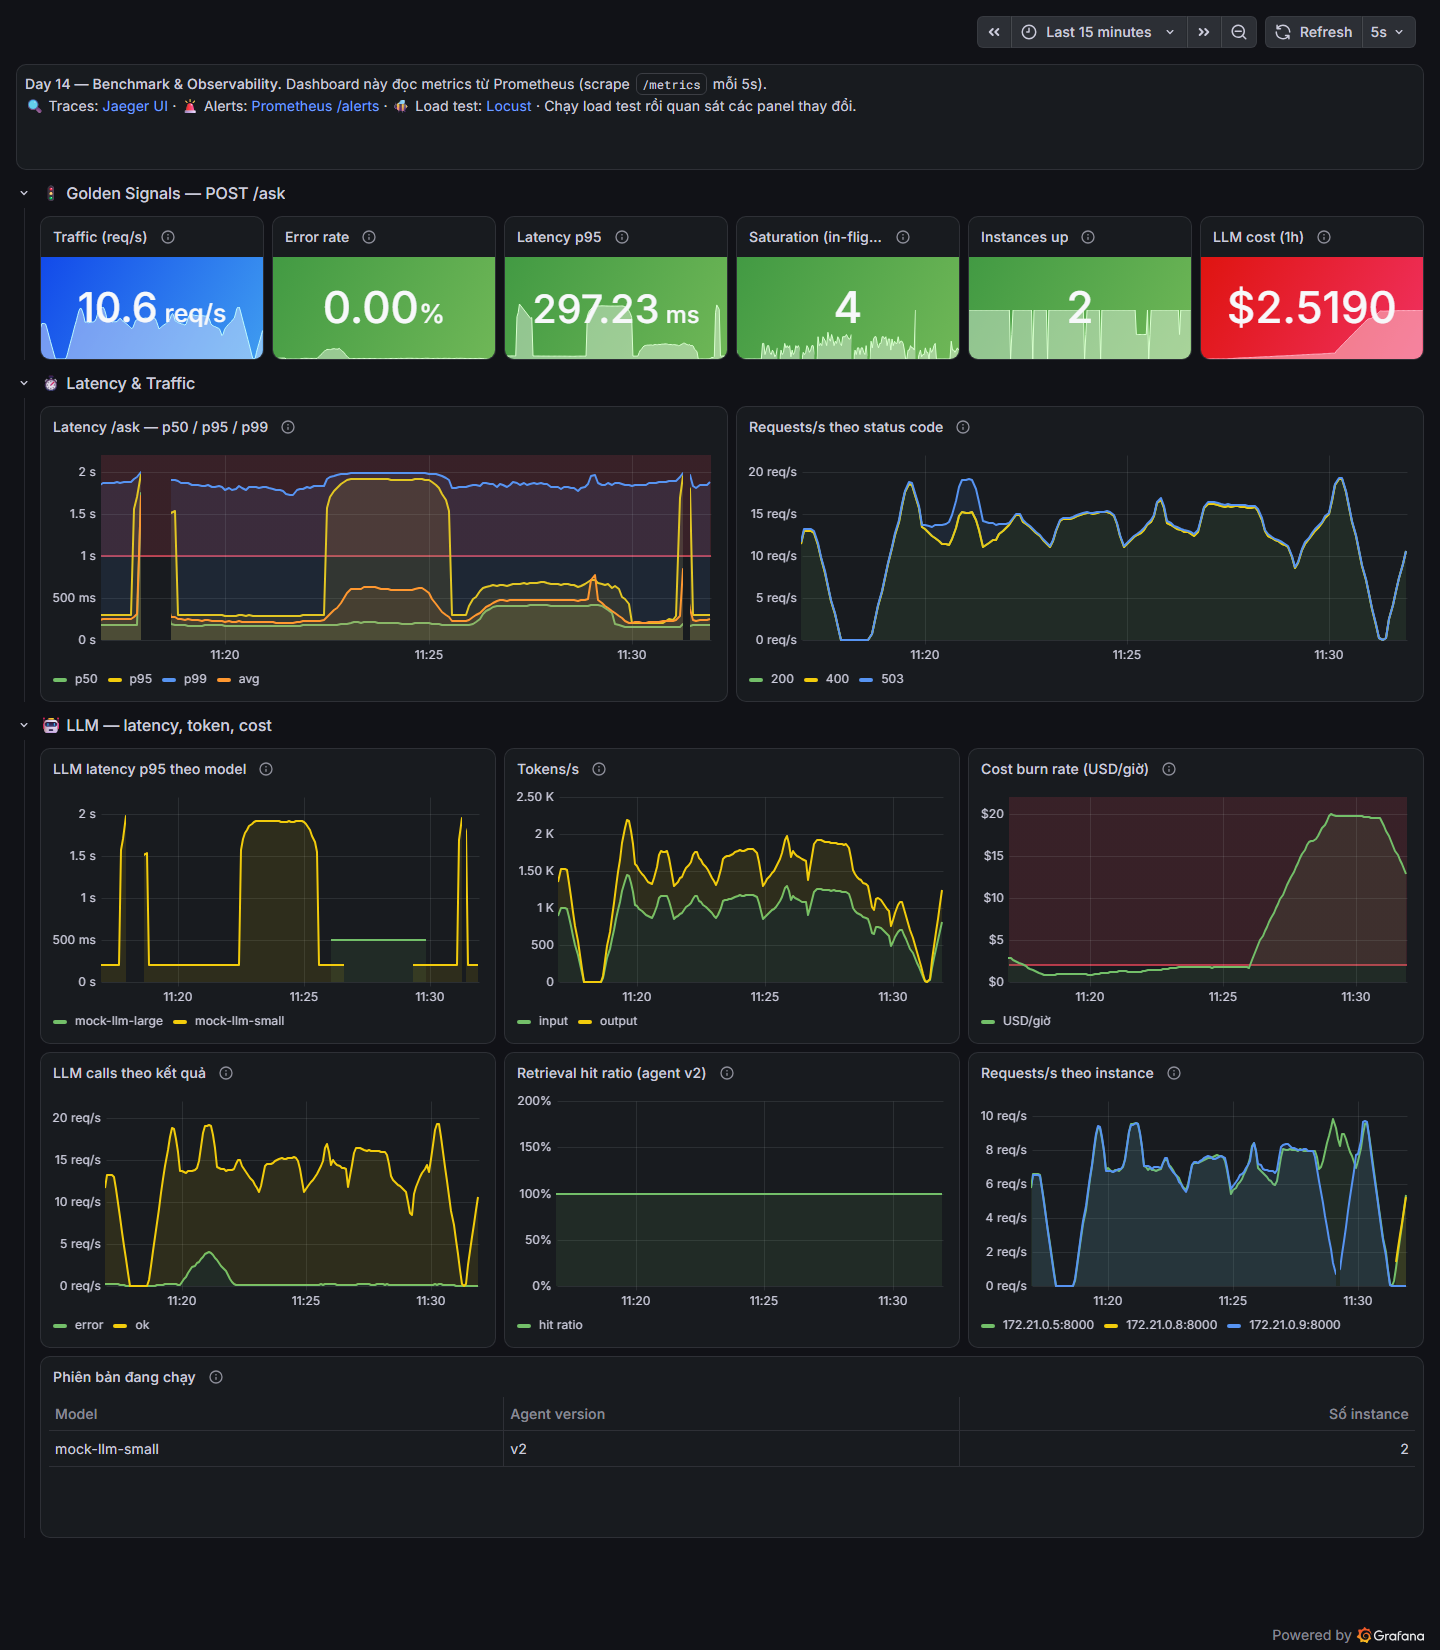 Last 15 minutes
Refresh
5s
Day 14 — Benchmark & Observability. Dashboard này đọc metrics từ Prometheus (scrape /metrics mỗi 5s).
Traces: Jaeger UI · Alerts: Prometheus /alerts · Load test: Locust · Chạy load test rồi quan sát các panel thay đổi.
Golden Signals — POST /ask
Traffic (req/s)
10.6 req/s
Error rate
0.00%
Latency p95
297.23 ms
Saturation (in-flig...
4
Instances up
2
LLM cost (1h)
$2.5190
Latency & Traffic
Latency /ask — p50 / p95 / p99
2 s
1.5 s
1 s
500 ms
0 s
11:20
11:25
11:30
p50
p95
p99
avg
Requests/s theo status code
20 req/s
15 req/s
10 req/s
5 req/s
0 req/s
11:20
11:25
11:30
200
400
503
LLM — latency, token, cost
LLM latency p95 theo model
2 s
1.5 s
1 s
500 ms
0 s
11:20
11:25
11:30
mock-llm-large
mock-llm-small
Tokens/s
2.50 K
2 K
1.50 K
1 K
500
0
11:20
11:25
11:30
input
output
Cost burn rate (USD/giờ)
$20
$15
$10
$5
$0
11:20
11:25
11:30
USD/giờ
LLM calls theo kết quả
20 req/s
15 req/s
10 req/s
5 req/s
0 req/s
11:20
11:25
11:30
error
ok
Retrieval hit ratio (agent v2)
200%
150%
100%
50%
0%
11:20
11:25
11:30
hit ratio
Requests/s theo instance
10 req/s
8 req/s
6 req/s
4 req/s
2 req/s
0 req/s
11:20
11:25
11:30
172.21.0.5:8000
172.21.0.8:8000
172.21.0.9:8000
Phiên bản đang chạy
Model
Agent version
Số instance
mock-llm-small
v2
2
Powered by Grafana